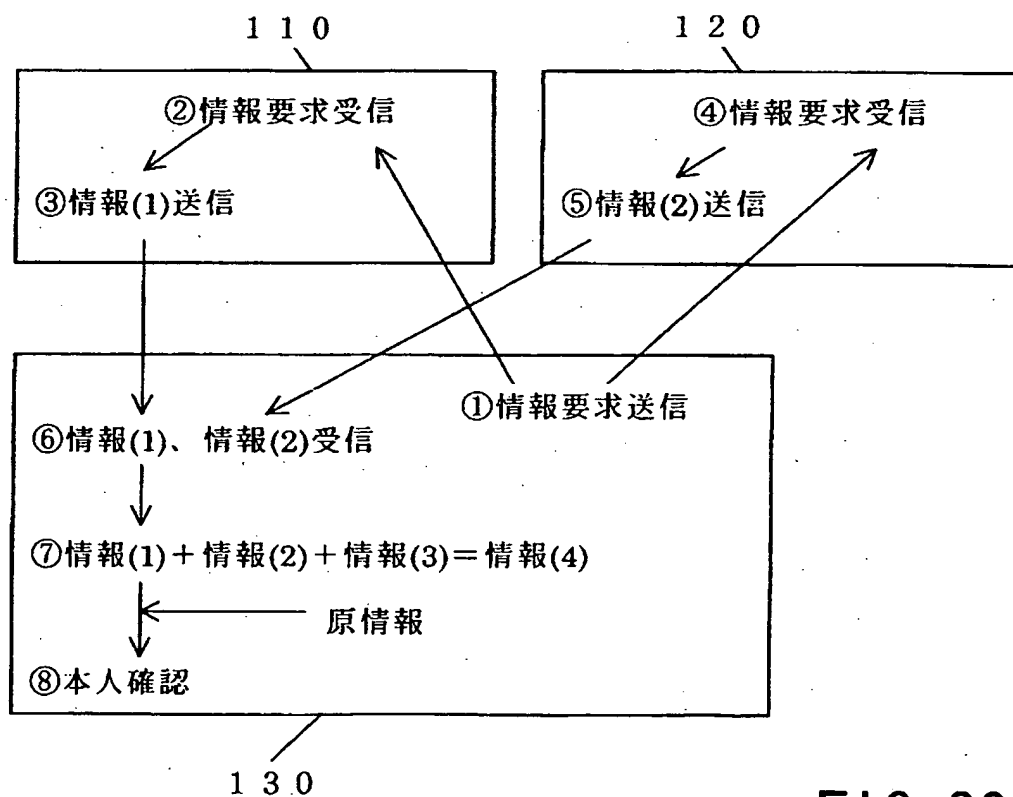 １１０
１２０
②情報要求受信
④情報要求受信
③情報(1)送信
⑤情報(2)送信
①情報要求送信
⑥情報(1)、情報(2)受信
⑦情報(1)＋情報(2)＋情報(3)＝情報(4)
原情報
⑧本人確認
１３０